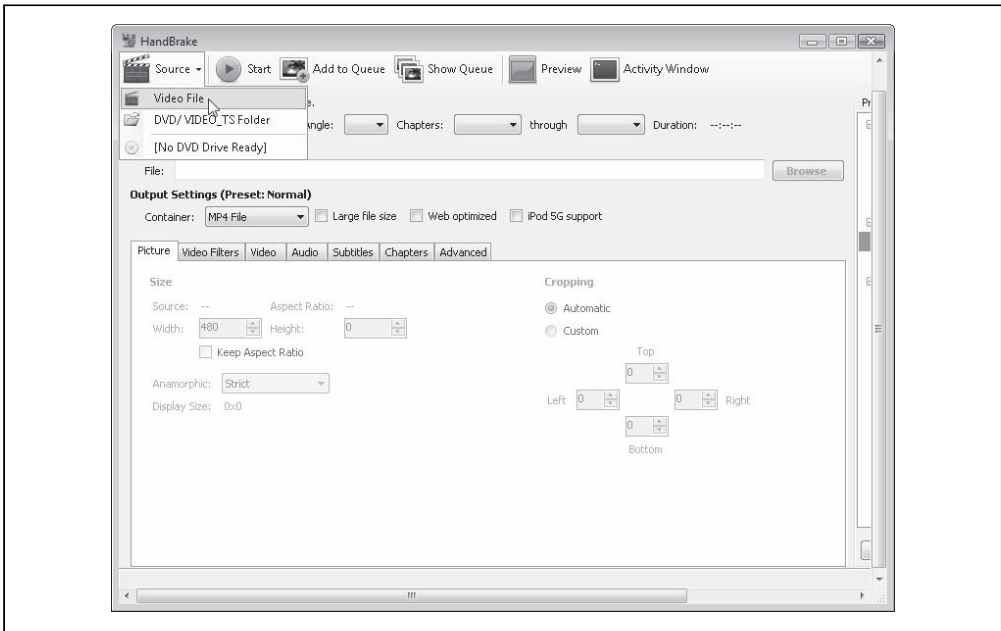 HandBrake
Source Start Add to Queue Show Queue Preview Activity Window
Video File
DVD/ VIDEO_TS Folder
[No DVD Drive Ready]
Angle: Chapters: through Duration: --:--:--
File: Browse
Output Settings (Preset: Normal)
Container: MP4 File Large file size Web optimized iPod 5G support
Picture Video Filters Video Audio Subtitles Chapters Advanced
Size
Source: -- Aspect Ratio: --
Width: 480 Height: 0
Keep Aspect Ratio
Anamorphic: Strict
Display Size: 0x0
Cropping
Automatic
Custom
Top
0
Left 0 0 Right
0
Bottom